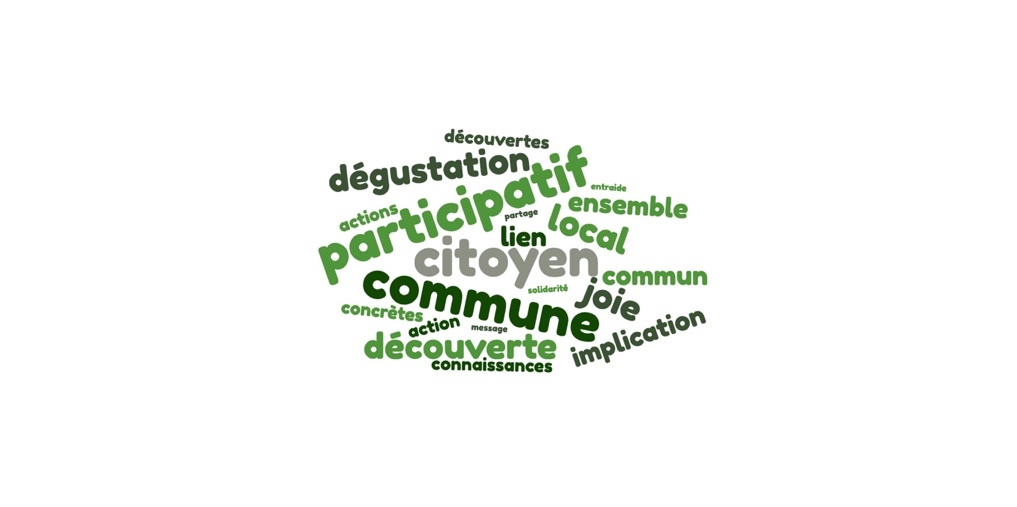 découvertes
dégustation
participatif
entraide
ensemble
actions
partage
local
lien
citoyen
commun
solidarité
joie
commune
concrètes
action
message
implication
découverte
connaissances